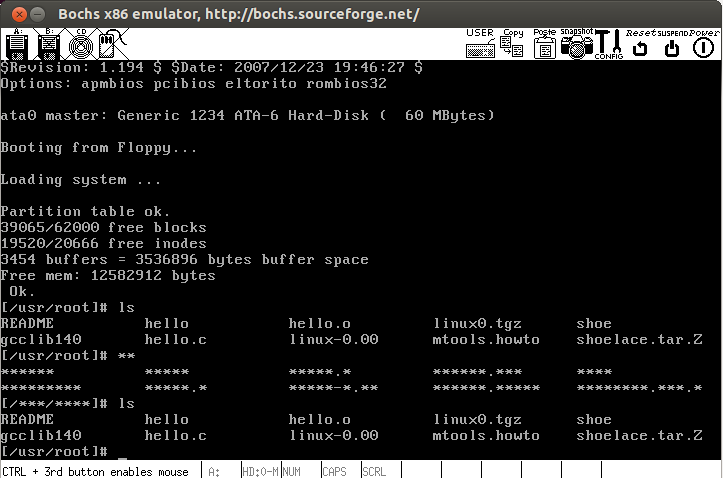 Bochs x86 emulator, http://bochs.sourceforge.net/
A: B: CD USER Copy Paste snapshot CONFIG Reset SUSPEND Power
$Revision: 1.194 $ $Date: 2007/12/23 19:46:27 $
Options: apmbios pcibios eltorito rombios32
ata0 master: Generic 1234 ATA-6 Hard-Disk (  60 MBytes)
Booting from Floppy...
Loading system ...
Partition table ok.
39065/62000 free blocks
19520/20666 free inodes
3454 buffers = 3536896 bytes buffer space
Free mem: 12582912 bytes
 Ok.
[/usr/root]# ls
README          hello           hello.o         linux0.tgz      shoe
gcclib140       hello.c         linux-0.00      mtools.howto    shoelace.tar.Z
[/usr/root]# **
******          *****           *****.*         ******.***      ****
*********       *****.*         *****-*.**      ******.*****    ********.***.*
[/***/****]# ls
README          hello           hello.o         linux0.tgz      shoe
gcclib140       hello.c         linux-0.00      mtools.howto    shoelace.tar.Z
[/usr/root]# _
CTRL + 3rd button enables mouse A: HD:0-M NUM CAPS SCRL